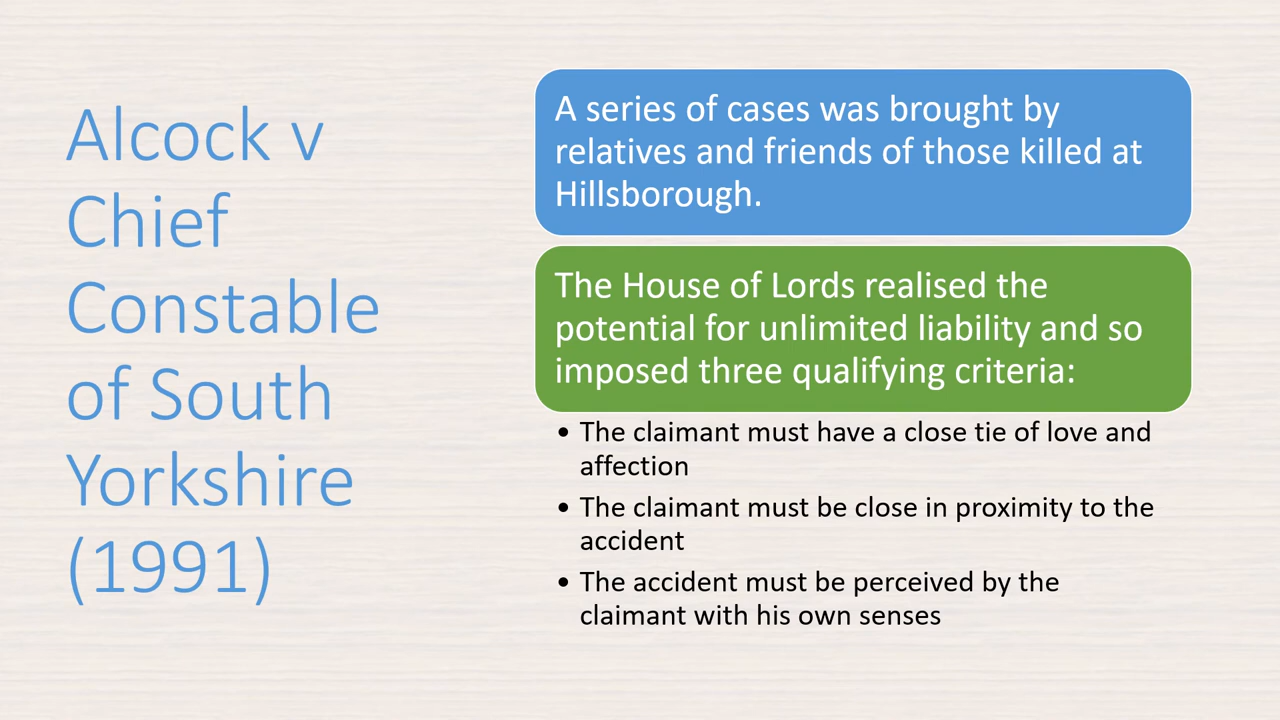 Alcock v
Chief
Constable
of South
Yorkshire
(1991)
A series of cases was brought by
relatives and friends of those killed at
Hillsborough.
The House of Lords realised the
potential for unlimited liability and so
imposed three qualifying criteria:
• The claimant must have a close tie of love and
affection
• The claimant must be close in proximity to the
accident
• The accident must be perceived by the
claimant with his own senses